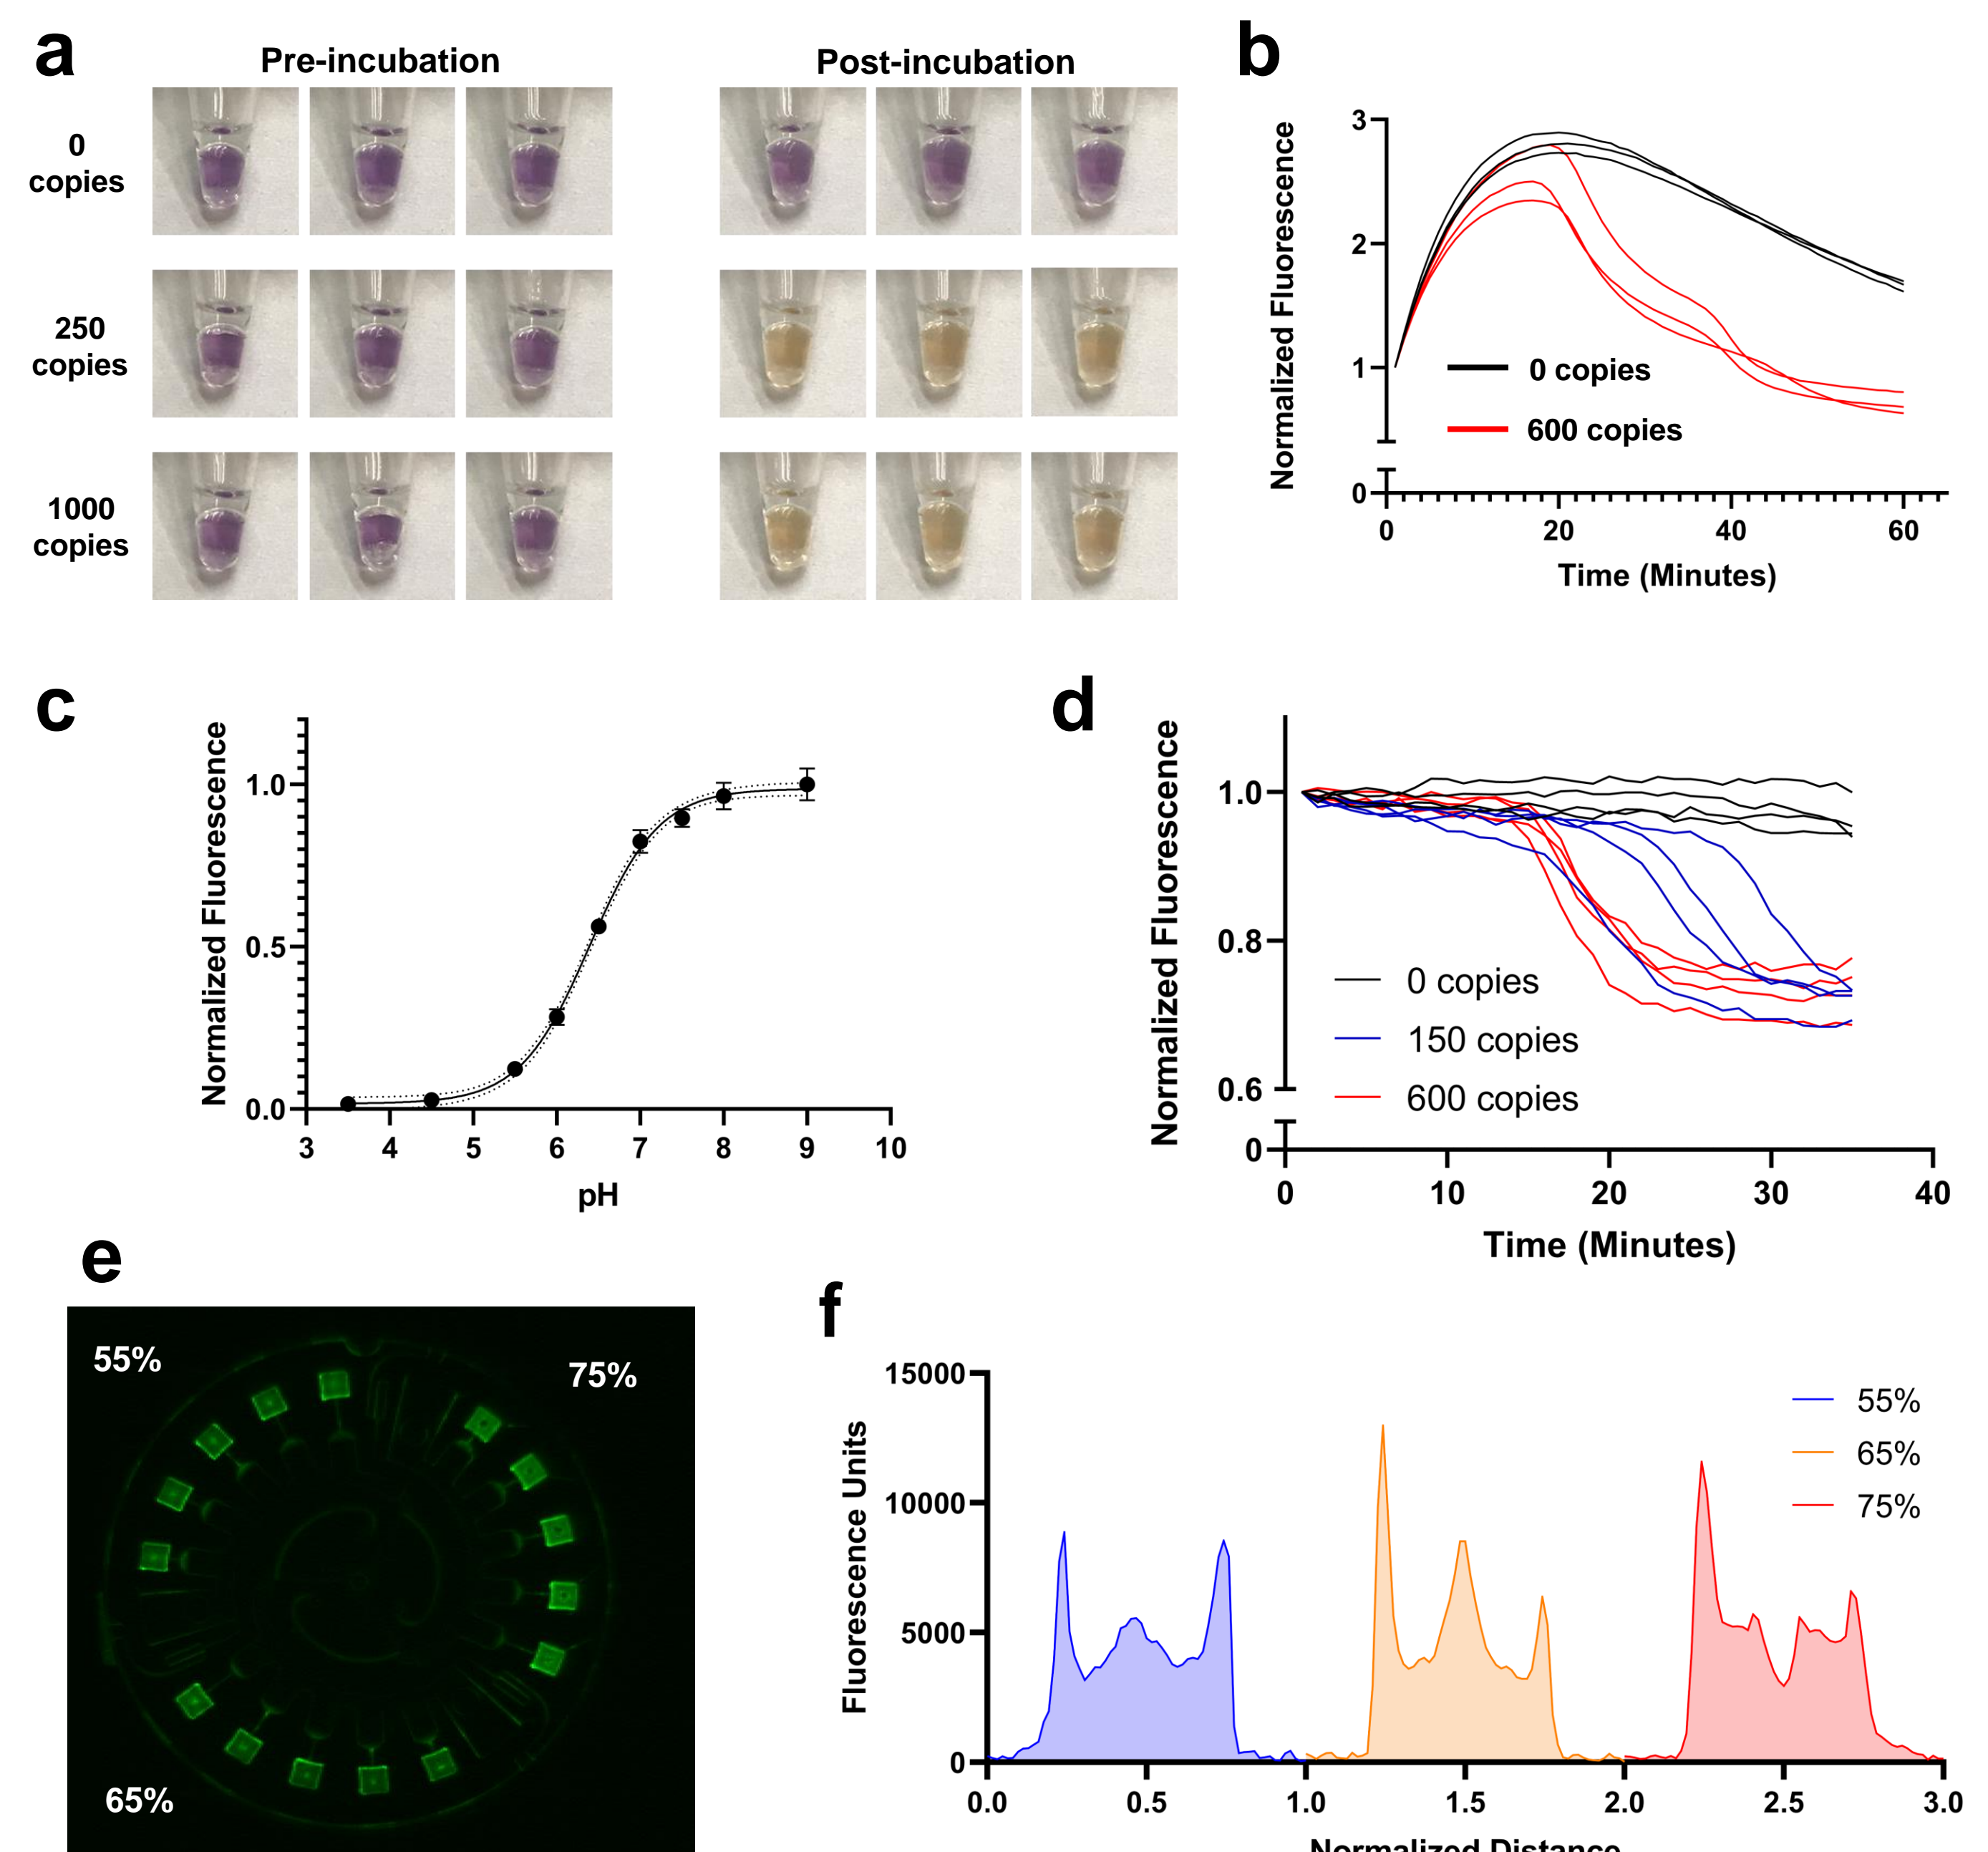 a
Pre-incubation
Post-incubation
0
copies
250
copies
1000
copies
b
Normalized Fluorescence
3
2
1
0
0 copies
600 copies
0
20
40
60
Time (Minutes)
c
Normalized Fluorescence
1.0
0.5
0.0
3
4
5
6
7
8
9
10
pH
d
Normalized Fluorescence
1.0
0.8
0.6
0
0 copies
150 copies
600 copies
0
10
20
30
40
Time (Minutes)
e
55%
75%
65%
f
Fluorescence Units
15000
10000
5000
0
55%
65%
75%
0.0
0.5
1.0
1.5
2.0
2.5
3.0
Normalized Distance